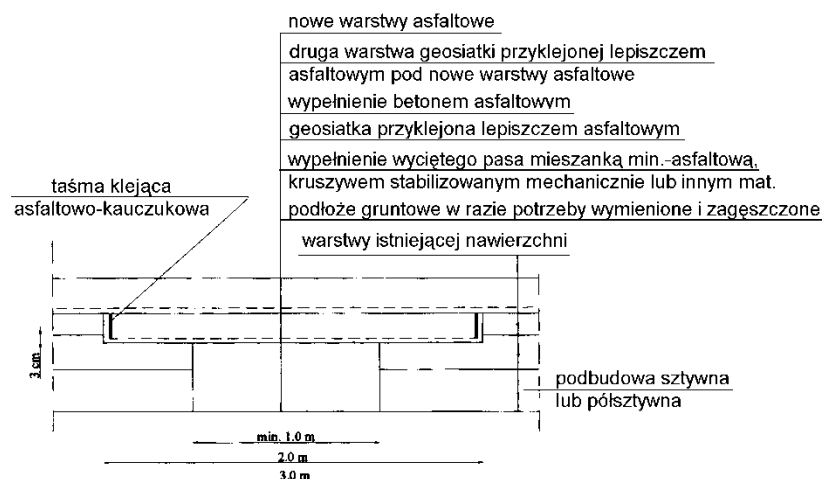 nowe warstwy asfaltowe
druga warstwa geosiatki przyklejonej lepiszczem
asfaltowym pod nowe warstwy asfaltowe
wypełnienie betonem asfaltowym
geosiatka przyklejona lepiszczem asfaltowym
wypełnienie wyciętego pasa mieszanką min.-asfaltową,
kruszywem stabilizowanym mechanicznie lub innym mat.
podłoże gruntowe w razie potrzeby wymienione i zagęszczone
warstwy istniejącej nawierzchni
taśma klejąca
asfaltowo-kauczukowa
3 cm
podbudowa sztywna
lub półsztywna
min. 1.0 m
2.0 m
3.0 m